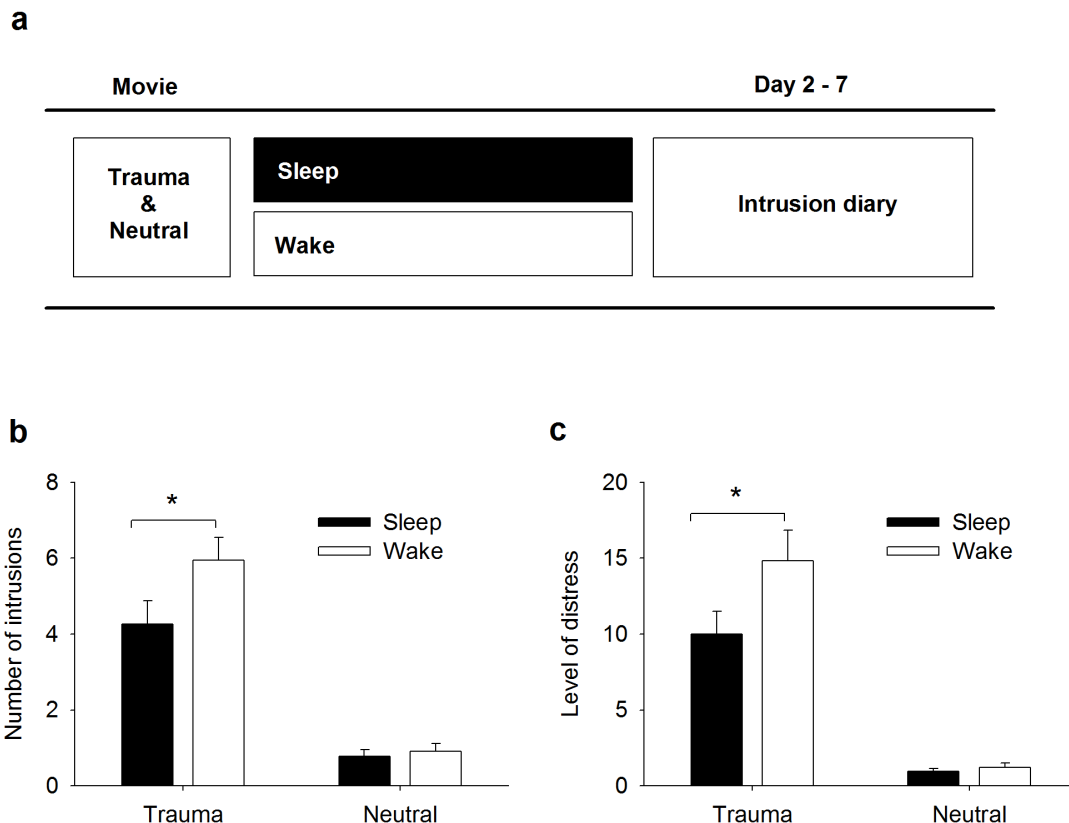 a
Movie
Day 2 - 7
Trauma
&
Neutral
Sleep
Wake
Intrusion diary
b
Number of intrusions
8
6
4
2
0
*
Sleep
Wake
Trauma
Neutral
c
Level of distress
20
15
10
5
0
*
Sleep
Wake
Trauma
Neutral